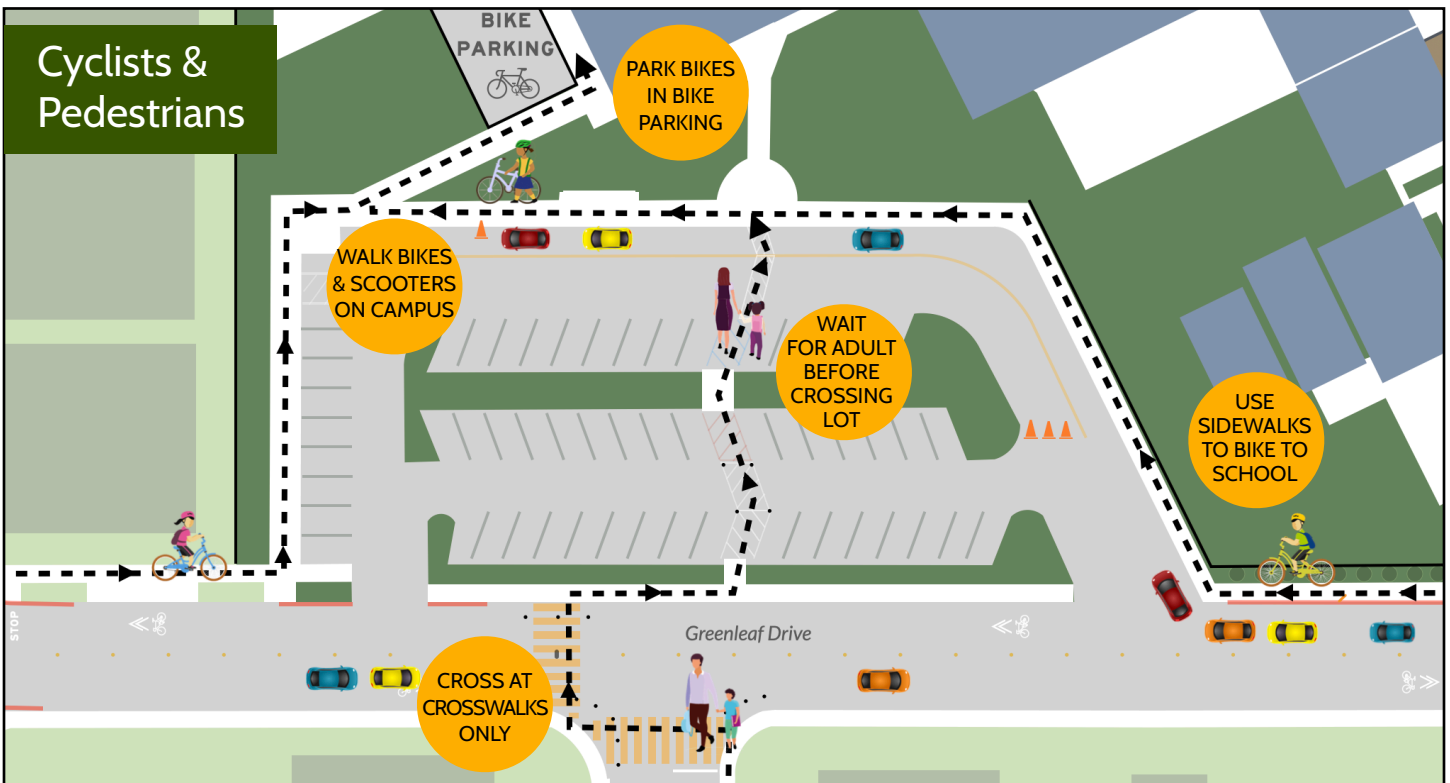 Cyclists &
Pedestrians
BIKE
PARKING
PARK BIKES
IN BIKE
PARKING
WALK BIKES
& SCOOTERS
ON CAMPUS
WAIT
FOR ADULT
BEFORE
CROSSING
LOT
USE
SIDEWALKS
TO BIKE TO
SCHOOL
STOP
Greenleaf Drive
CROSS AT
CROSSWALKS
ONLY